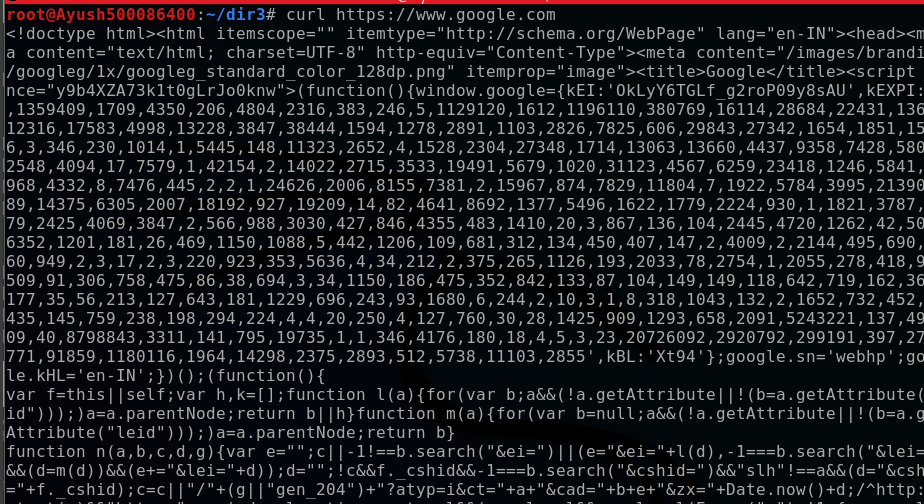 root@Ayush500086400:~/dir3# curl https://www.google.com
<!doctype html><html itemscope="" itemtype="http://schema.org/WebPage" lang="en-IN"><head><m
a content="text/html; charset=UTF-8" http-equiv="Content-Type"><meta content="/images/brandi
/googleg/1x/googleg_standard_color_128dp.png" itemprop="image"><title>Google</title><script
nce="y9b4XZA73k1t0gLrJo0knw">(function(){window.google={kEI:'OkLyY6TGLf_g2roP09y8sAU',kEXPI:
,1359409,1709,4350,206,4804,2316,383,246,5,1129120,1612,1196110,380769,16114,28684,22431,136
12316,17583,4998,13228,3847,38444,1594,1278,2891,1103,2826,7825,606,29843,27342,1654,1851,15
6,3,346,230,1014,1,5445,148,11323,2652,4,1528,2304,27348,1714,13063,13660,4437,9358,7428,580
2548,4094,17,7579,1,42154,2,14022,2715,3533,19491,5679,1020,31123,4567,6259,23418,1246,5841,
968,4332,8,7476,445,2,2,1,24626,2006,8155,7381,2,15967,874,7829,11804,7,1922,5784,3995,21390
89,14375,6305,2007,18192,927,19209,14,82,4641,8692,1377,5496,1622,1779,2224,930,1,1821,3787,
79,2425,4069,3847,2,566,988,3030,427,846,4355,483,1410,20,3,867,136,104,2445,4720,1262,42,56
6352,1201,181,26,469,1150,1088,5,442,1206,109,681,312,134,450,407,147,2,4009,2,2144,495,690,
60,949,2,3,17,2,3,220,923,353,5636,4,34,212,2,375,265,1126,193,2033,78,2754,1,2055,278,418,9
509,91,306,758,475,86,38,694,3,34,1150,186,475,352,842,133,87,104,149,149,118,642,719,162,36
177,35,56,213,127,643,181,1229,696,243,93,1680,6,244,2,10,3,1,8,318,1043,132,2,1652,732,452,
435,145,759,238,198,294,224,4,4,20,250,4,127,760,30,28,1425,909,1293,658,2091,5243221,137,49
09,40,8798843,3311,141,795,19735,1,1,346,4176,180,18,4,5,3,23,20726092,2920792,299191,397,27
771,91859,1180116,1964,14298,2375,2893,512,5738,11103,2855',kBL:'Xt94'};google.sn='webhp';go
le.kHL='en-IN';})();(function(){
var f=this||self;var h,k=[];function l(a){for(var b;a&&(!a.getAttribute||!(b=a.getAttribute(
id")));)a=a.parentNode;return b||h}function m(a){for(var b=null;a&&(!a.getAttribute||!(b=a.g
Attribute("leid")));)a=a.parentNode;return b}
function n(a,b,c,d,g){var e="";c||-1!==b.search("&ei=")||(e="&ei="+l(d),-1===b.search("&lei=
&&(d=m(d))&&(e+="&lei="+d));d="";!c&&f._cshid&&-1===b.search("&cshid=")&&"slh"!==a&&(d="&csh
="+f._cshid);c=c||"/"+(g||"gen_204")+"?atyp=i&ct="+a+"&cad="+b+e+"&zx="+Date.now()+d;/^http